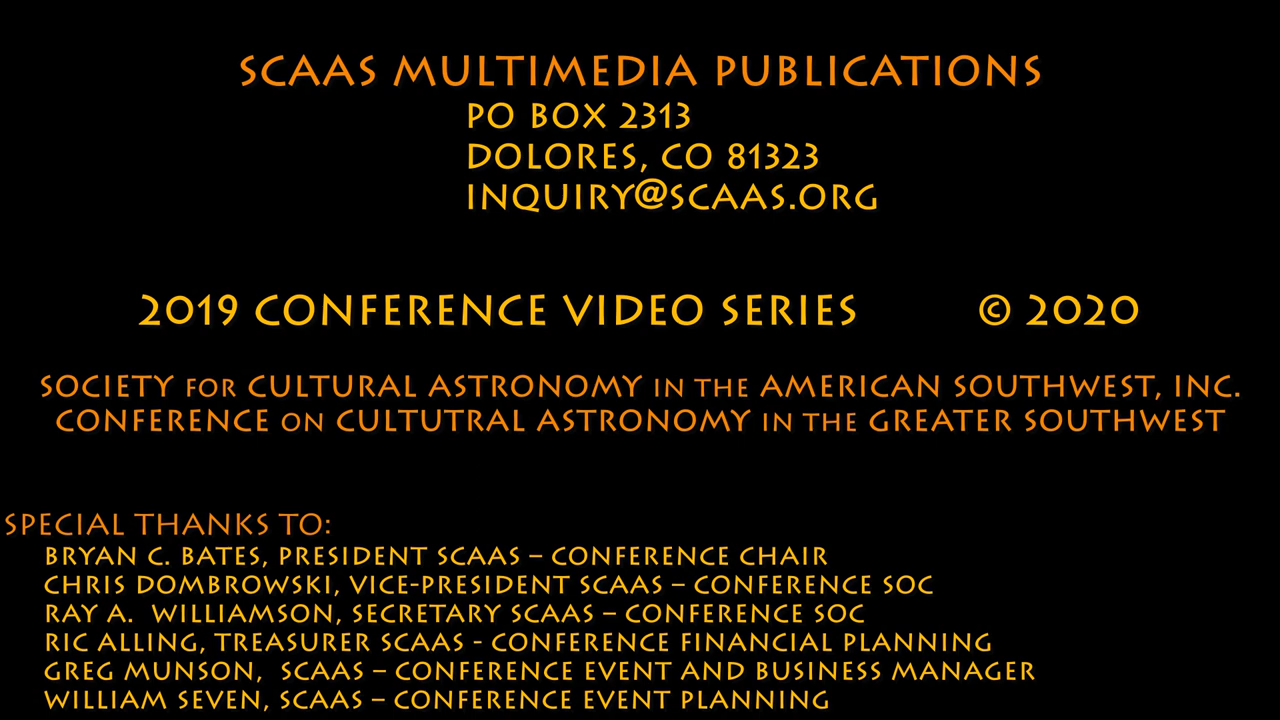 SCAAS MULTIMEDIA PUBLICATIONS
PO BOX 2313
DOLORES, CO 81323
INQUIRY@SCAAS.ORG
2019 CONFERENCE VIDEO SERIES © 2020
SOCIETY FOR CULTURAL ASTRONOMY IN THE AMERICAN SOUTHWEST, INC.
CONFERENCE ON CULTUTRAL ASTRONOMY IN THE GREATER SOUTHWEST
SPECIAL THANKS TO:
BRYAN C. BATES, PRESIDENT SCAAS – CONFERENCE CHAIR
CHRIS DOMBROWSKI, VICE-PRESIDENT SCAAS – CONFERENCE SOC
RAY A. WILLIAMSON, SECRETARY SCAAS – CONFERENCE SOC
RIC ALLING, TREASURER SCAAS - CONFERENCE FINANCIAL PLANNING
GREG MUNSON, SCAAS – CONFERENCE EVENT AND BUSINESS MANAGER
WILLIAM SEVEN, SCAAS – CONFERENCE EVENT PLANNING